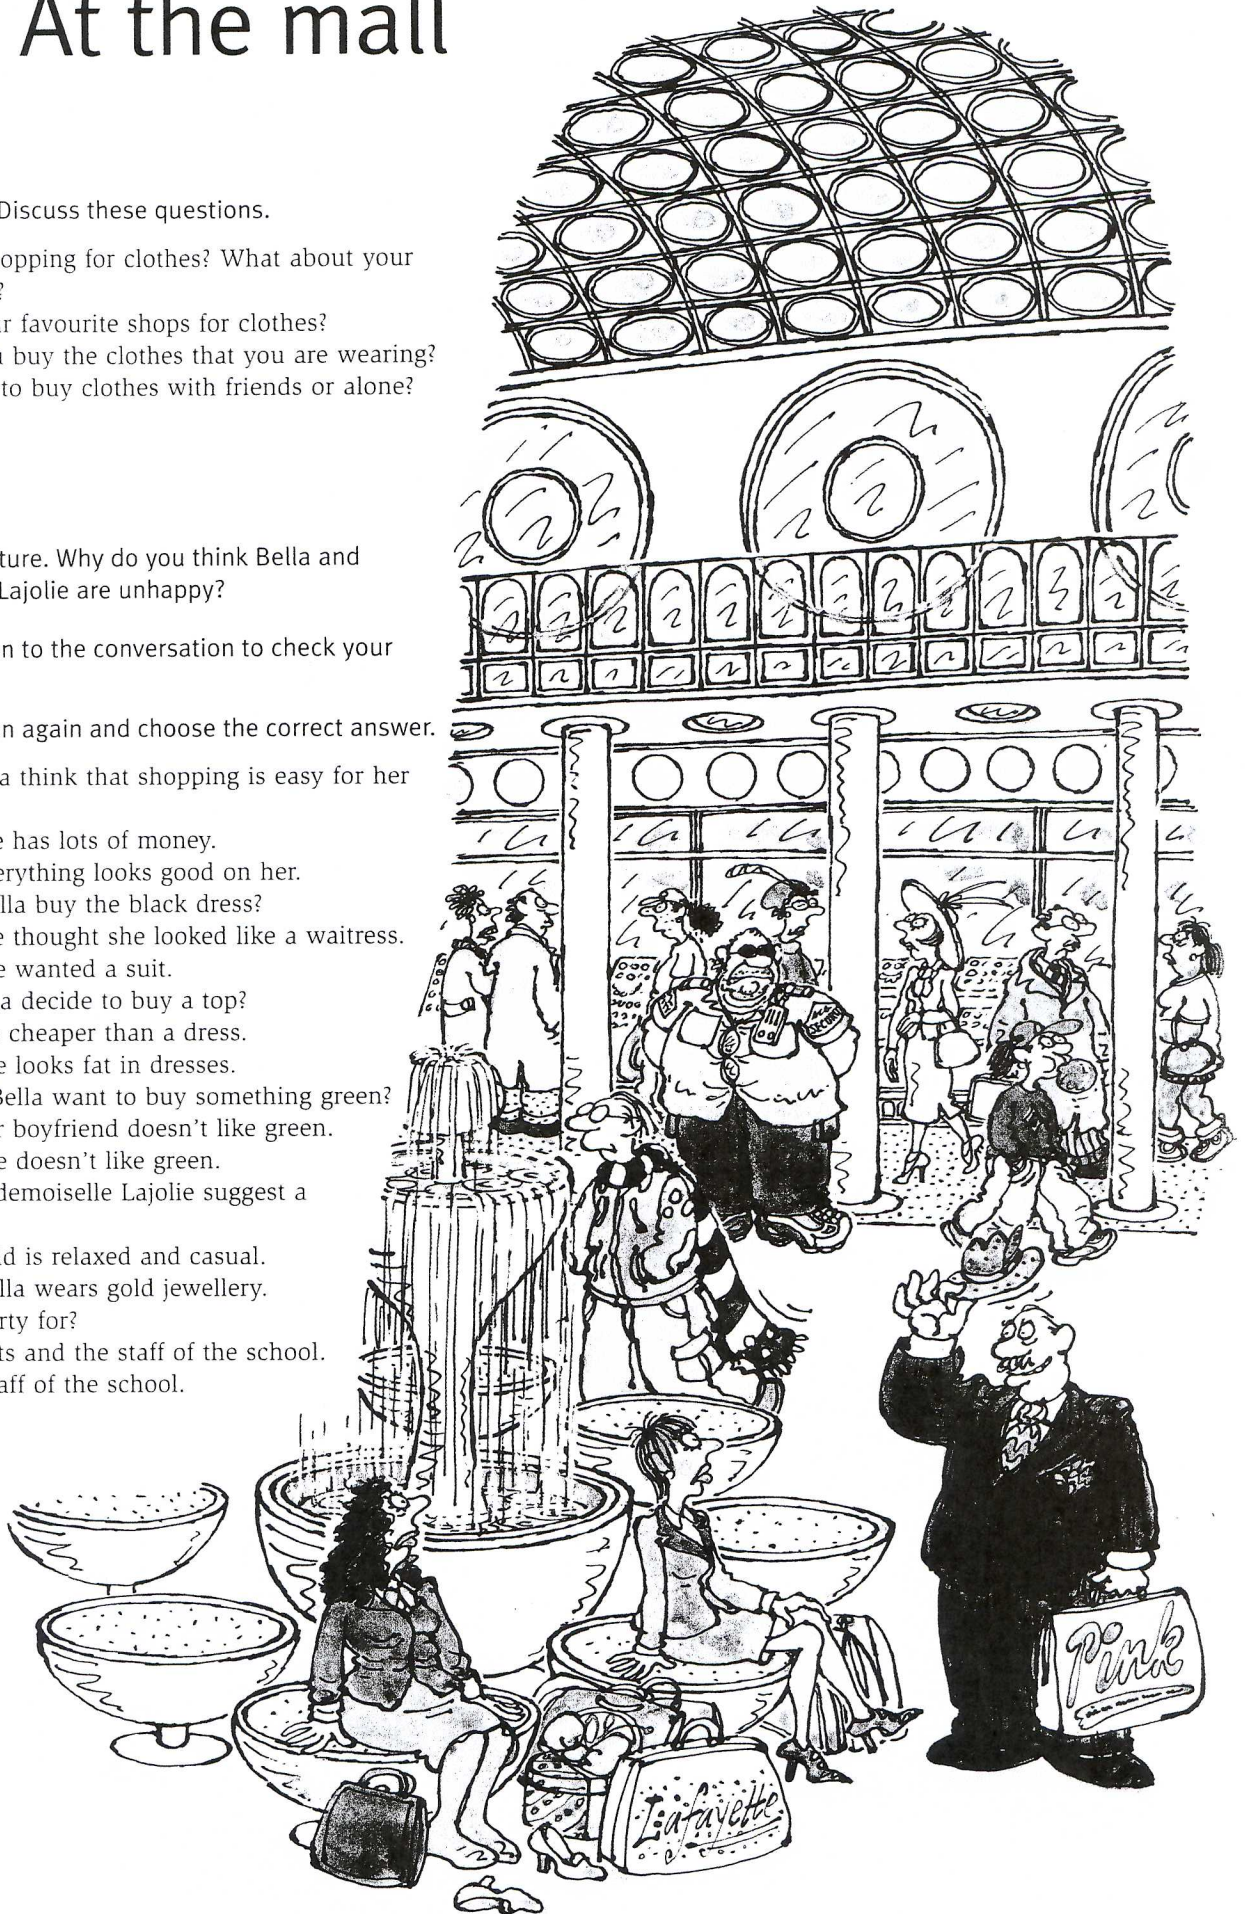 At the mall
Discuss these questions.
opping for clothes? What about your
?
r favourite shops for clothes?
u buy the clothes that you are wearing?
to buy clothes with friends or alone?
ture. Why do you think Bella and
Lajolie are unhappy?
n to the conversation to check your
n again and choose the correct answer.
a think that shopping is easy for her
e has lots of money.
erything looks good on her.
lla buy the black dress?
e thought she looked like a waitress.
e wanted a suit.
a decide to buy a top?
cheaper than a dress.
e looks fat in dresses.
Bella want to buy something green?
r boyfriend doesn't like green.
e doesn't like green.
demoiselle Lajolie suggest a
d is relaxed and casual.
lla wears gold jewellery.
rty for?
ts and the staff of the school.
aff of the school.
SECURITY
Pink
Lafayette